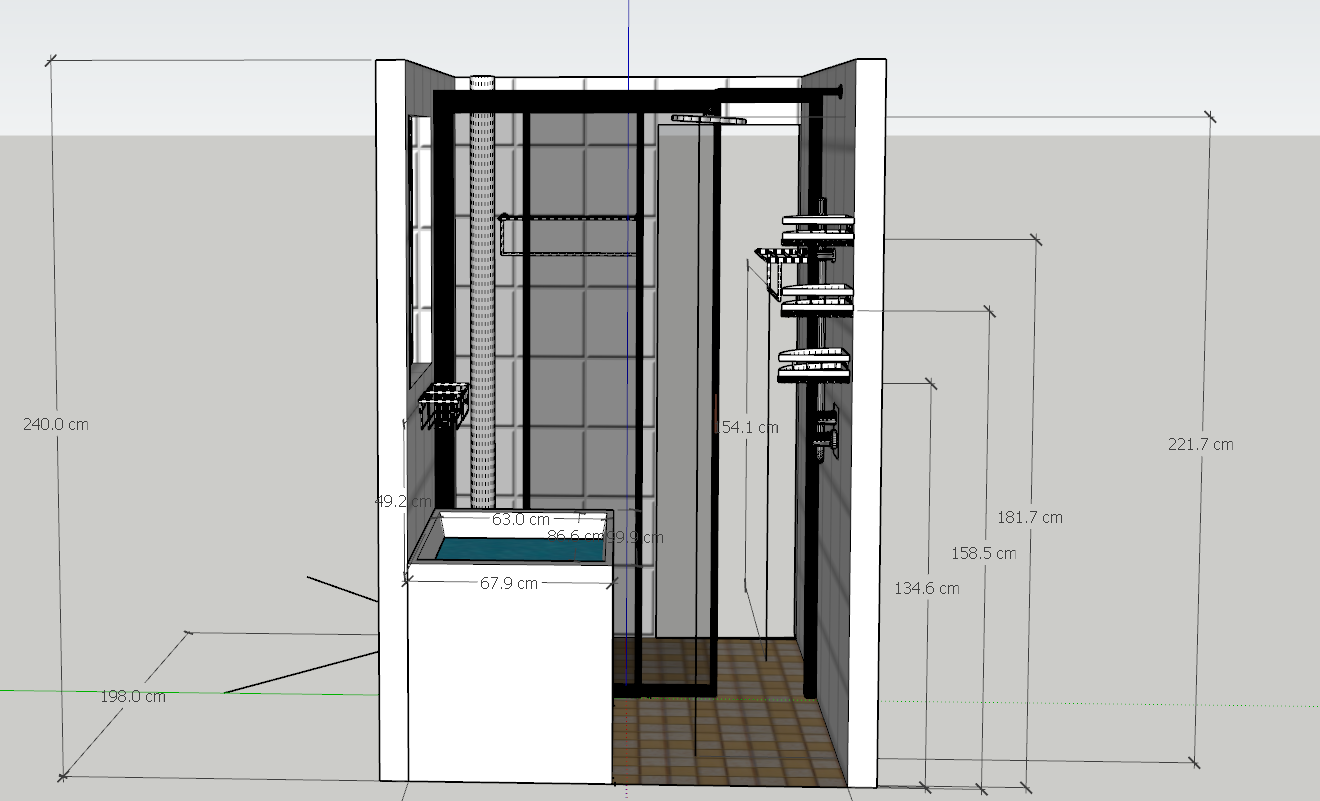 240.0 cm
54.1 cm
221.7 cm
49.2 cm
63.0 cm
181.7 cm
86.6 cm
99.9 cm
158.5 cm
67.9 cm
134.6 cm
198.0 cm